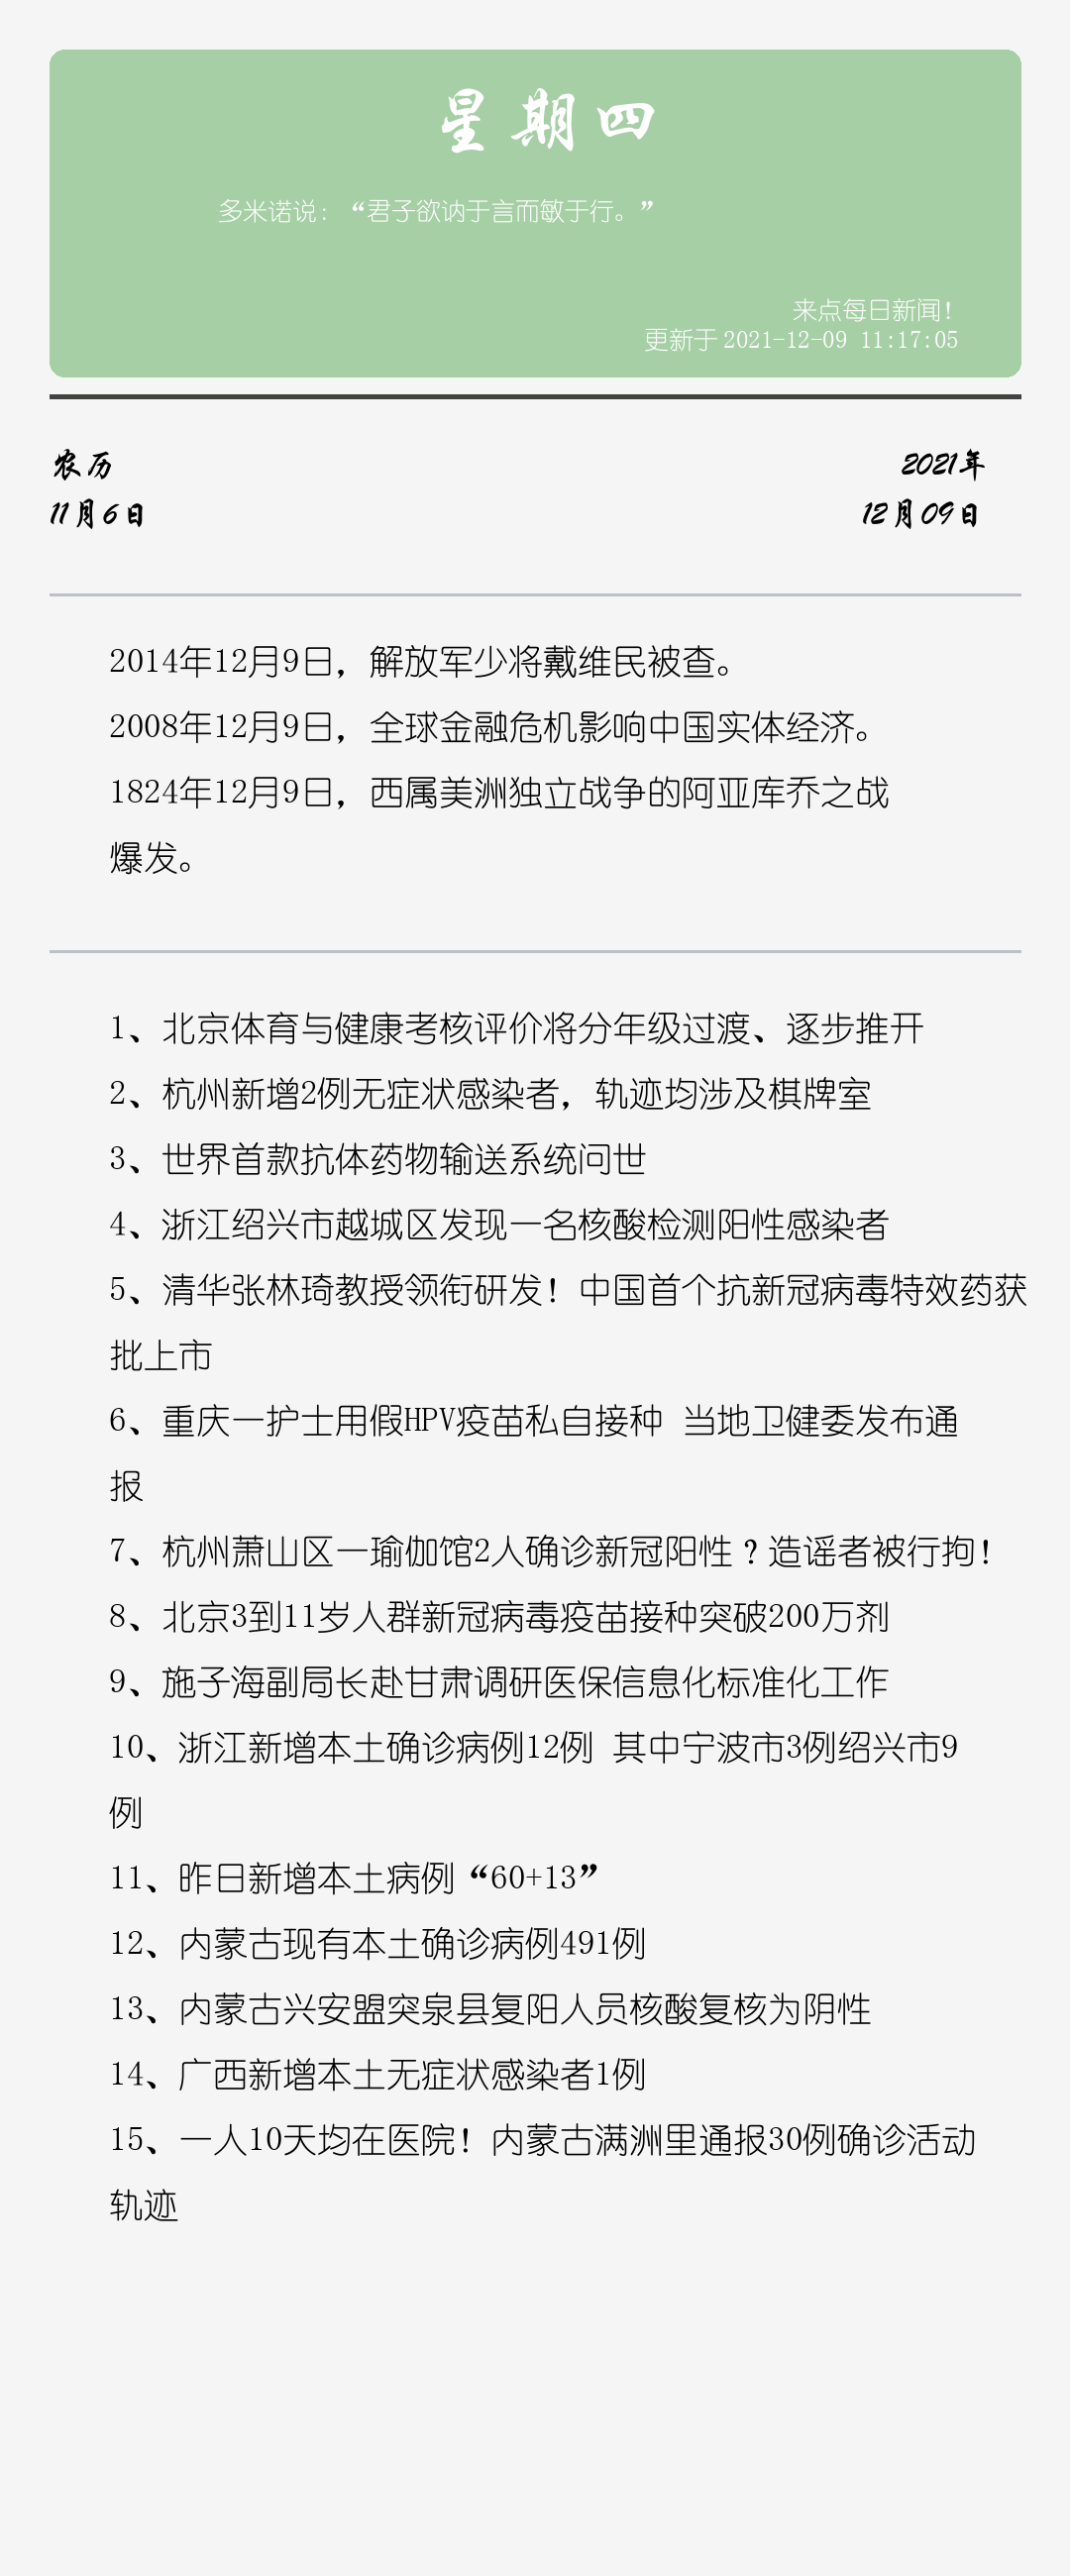 星期四
多米诺说：“君子欲讷于言而敏于行。”
来点每日新闻！
更新于2021-12-09 11:17:05
农历
2021年
11月6日
12月09日
2014年12月9日，解放军少将戴维民被查。
2008年12月9日，全球金融危机影响中国实体经济。
1824年12月9日，西属美洲独立战争的阿亚库乔之战
爆发。
1、北京体育与健康考核评价将分年级过渡、逐步推开
2、杭州新增2例无症状感染者，轨迹均涉及棋牌室
3、世界首款抗体药物输送系统问世
4、浙江绍兴市越城区发现一名核酸检测阳性感染者
5、清华张林琦教授领衔研发！中国首个抗新冠病毒特效药获
批上市
6、重庆一护士用假HPV疫苗私自接种 当地卫健委发布通
报
7、杭州萧山区一瑜伽馆2人确诊新冠阳性？造谣者被行拘！
8、北京3到11岁人群新冠病毒疫苗接种突破200万剂
9、施子海副局长赴甘肃调研医保信息化标准化工作
10、浙江新增本土确诊病例12例 其中宁波市3例绍兴市9
例
11、昨日新增本土病例“60+13”
12、内蒙古现有本土确诊病例491例
13、内蒙古兴安盟突泉县复阳人员核酸复核为阴性
14、广西新增本土无症状感染者1例
15、一人10天均在医院！内蒙古满洲里通报30例确诊活动
轨迹